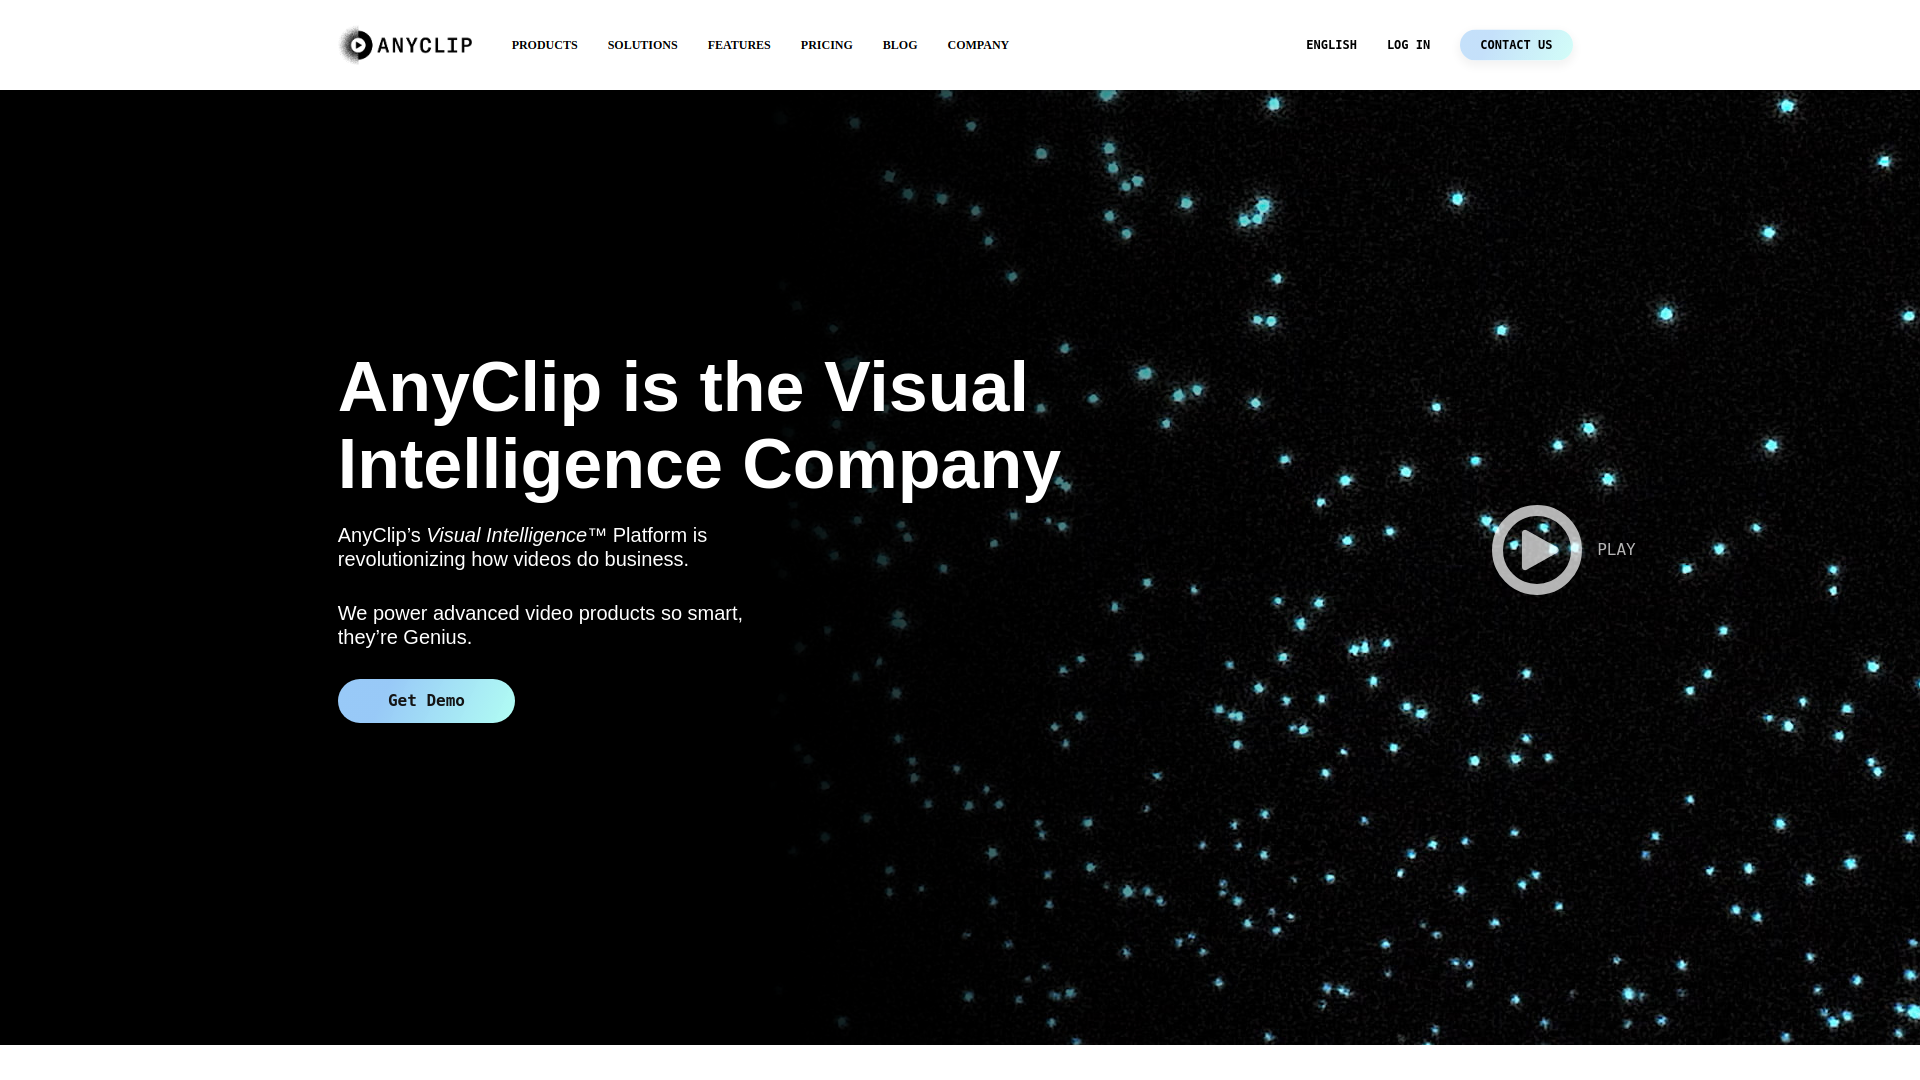 ANYCLIP
PRODUCTS SOLUTIONS FEATURES PRICING BLOG COMPANY
ENGLISH LOG IN CONTACT US
AnyClip is the Visual
Intelligence Company
AnyClip’s Visual Intelligence™ Platform is
revolutionizing how videos do business.
We power advanced video products so smart,
they’re Genius.
Get Demo
PLAY